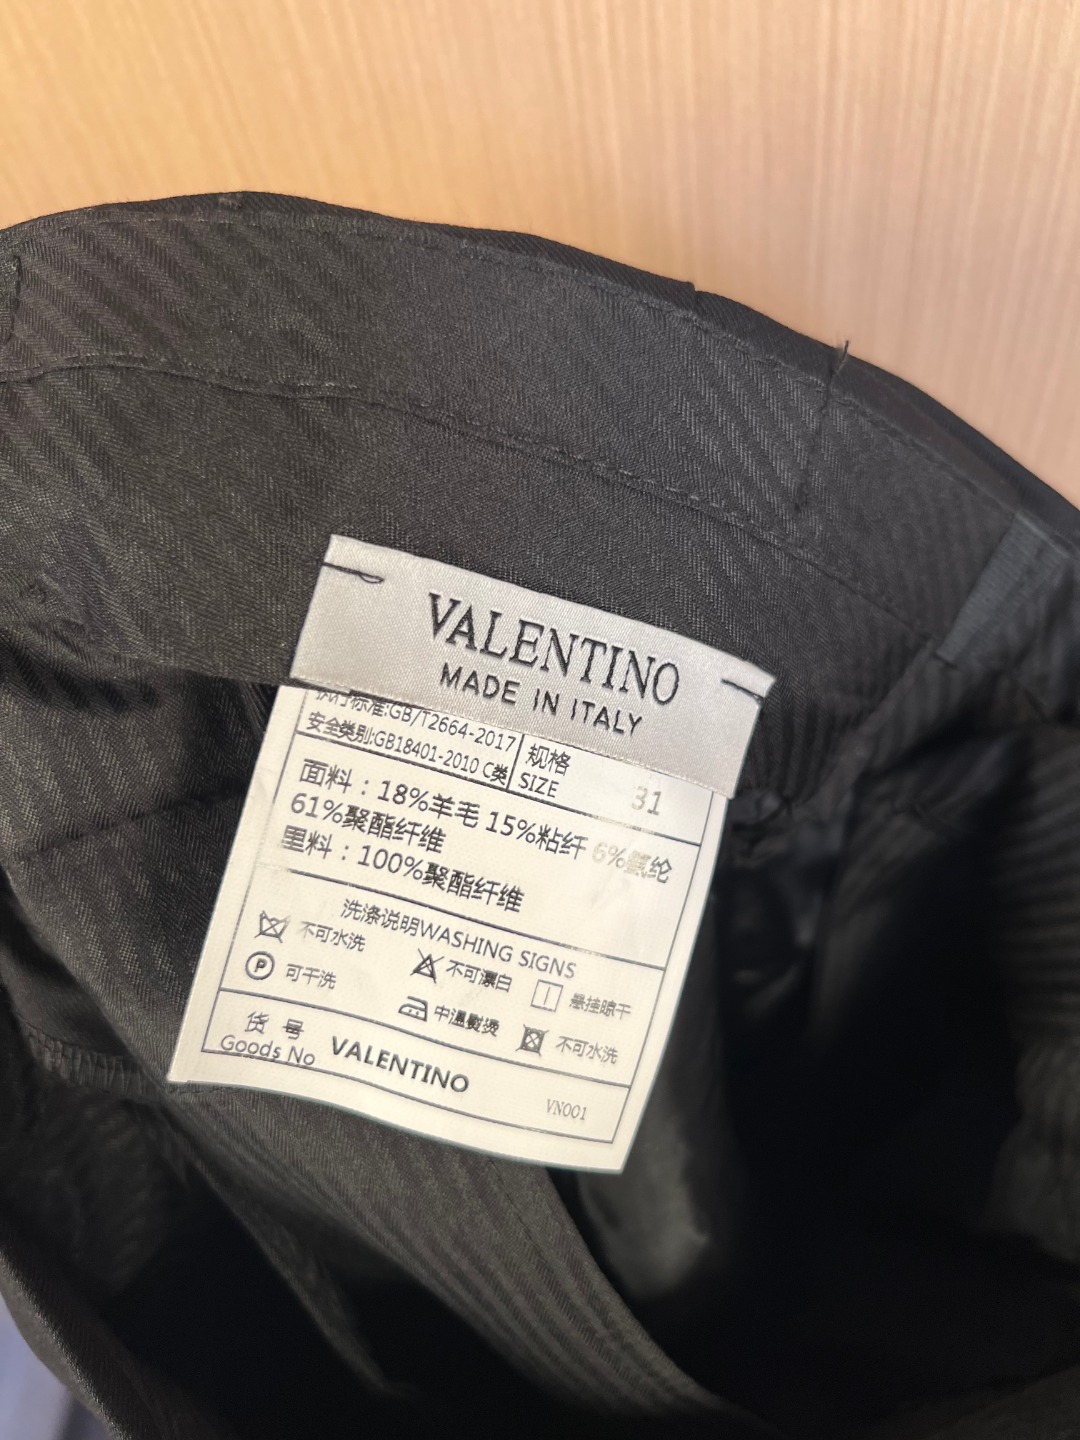 VALENTINO
MADE IN ITALY
执行标准:GB/T2664-2017
安全类别:GB18401-2010 C类
规格
SIZE
31
面料：18%羊毛 15%粘纤 6%氨纶
61%聚酯纤维
里料：100%聚酯纤维
洗涤说明WASHING SIGNS
不可水洗
不可漂白
悬挂晾干
P 可干洗
中温熨烫
不可水洗
货号
Goods No
VALENTINO
VN001